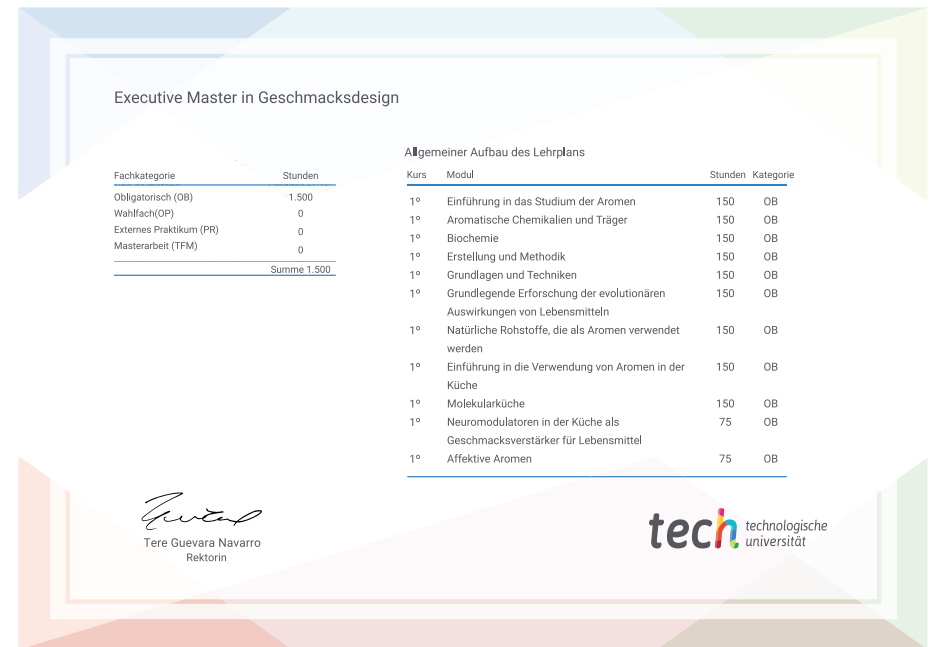 Executive Master in Geschmacksdesign
Fachkategorie Stunden
Obligatorisch (OB) 1.500
Wahlfach(OP) 0
Externes Praktikum (PR) 0
Masterarbeit (TFM) 0
Summe 1.500
Allgemeiner Aufbau des Lehrplans
Kurs Modul Stunden Kategorie
1º Einführung in das Studium der Aromen 150 OB
1º Aromatische Chemikalien und Träger 150 OB
1º Biochemie 150 OB
1º Erstellung und Methodik 150 OB
1º Grundlagen und Techniken 150 OB
1º Grundlegende Erforschung der evolutionären 150 OB
Auswirkungen von Lebensmitteln
1º Natürliche Rohstoffe, die als Aromen verwendet 150 OB
werden
1º Einführung in die Verwendung von Aromen in der 150 OB
Küche
1º Molekularküche 150 OB
1º Neuromodulatoren in der Küche als 75 OB
Geschmacksverstärker für Lebensmittel
1º Affektive Aromen 75 OB
Tere Guevara Navarro
Rektorin
tech technologische
universität